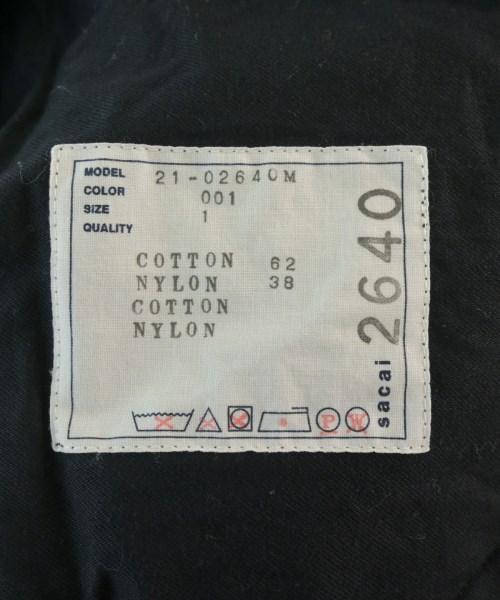 MODEL 21-02640M
COLOR 001
SIZE 1
QUALITY
COTTON 62
NYLON 38
COTTON
NYLON
P W
sacai 2640